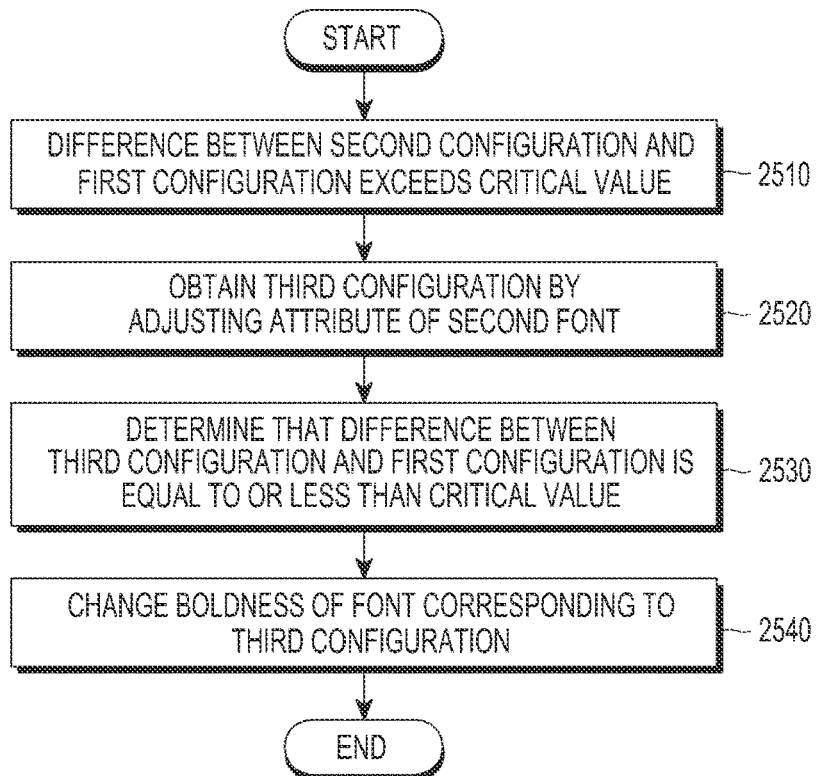 START
DIFFERENCE BETWEEN SECOND CONFIGURATION AND
FIRST CONFIGURATION EXCEEDS CRITICAL VALUE
2510
OBTAIN THIRD CONFIGURATION BY
ADJUSTING ATTRIBUTE OF SECOND FONT
2520
DETERMINE THAT DIFFERENCE BETWEEN
THIRD CONFIGURATION AND FIRST CONFIGURATION IS
EQUAL TO OR LESS THAN CRITICAL VALUE
2530
CHANGE BOLDNESS OF FONT CORRESPONDING TO
THIRD CONFIGURATION
2540
END